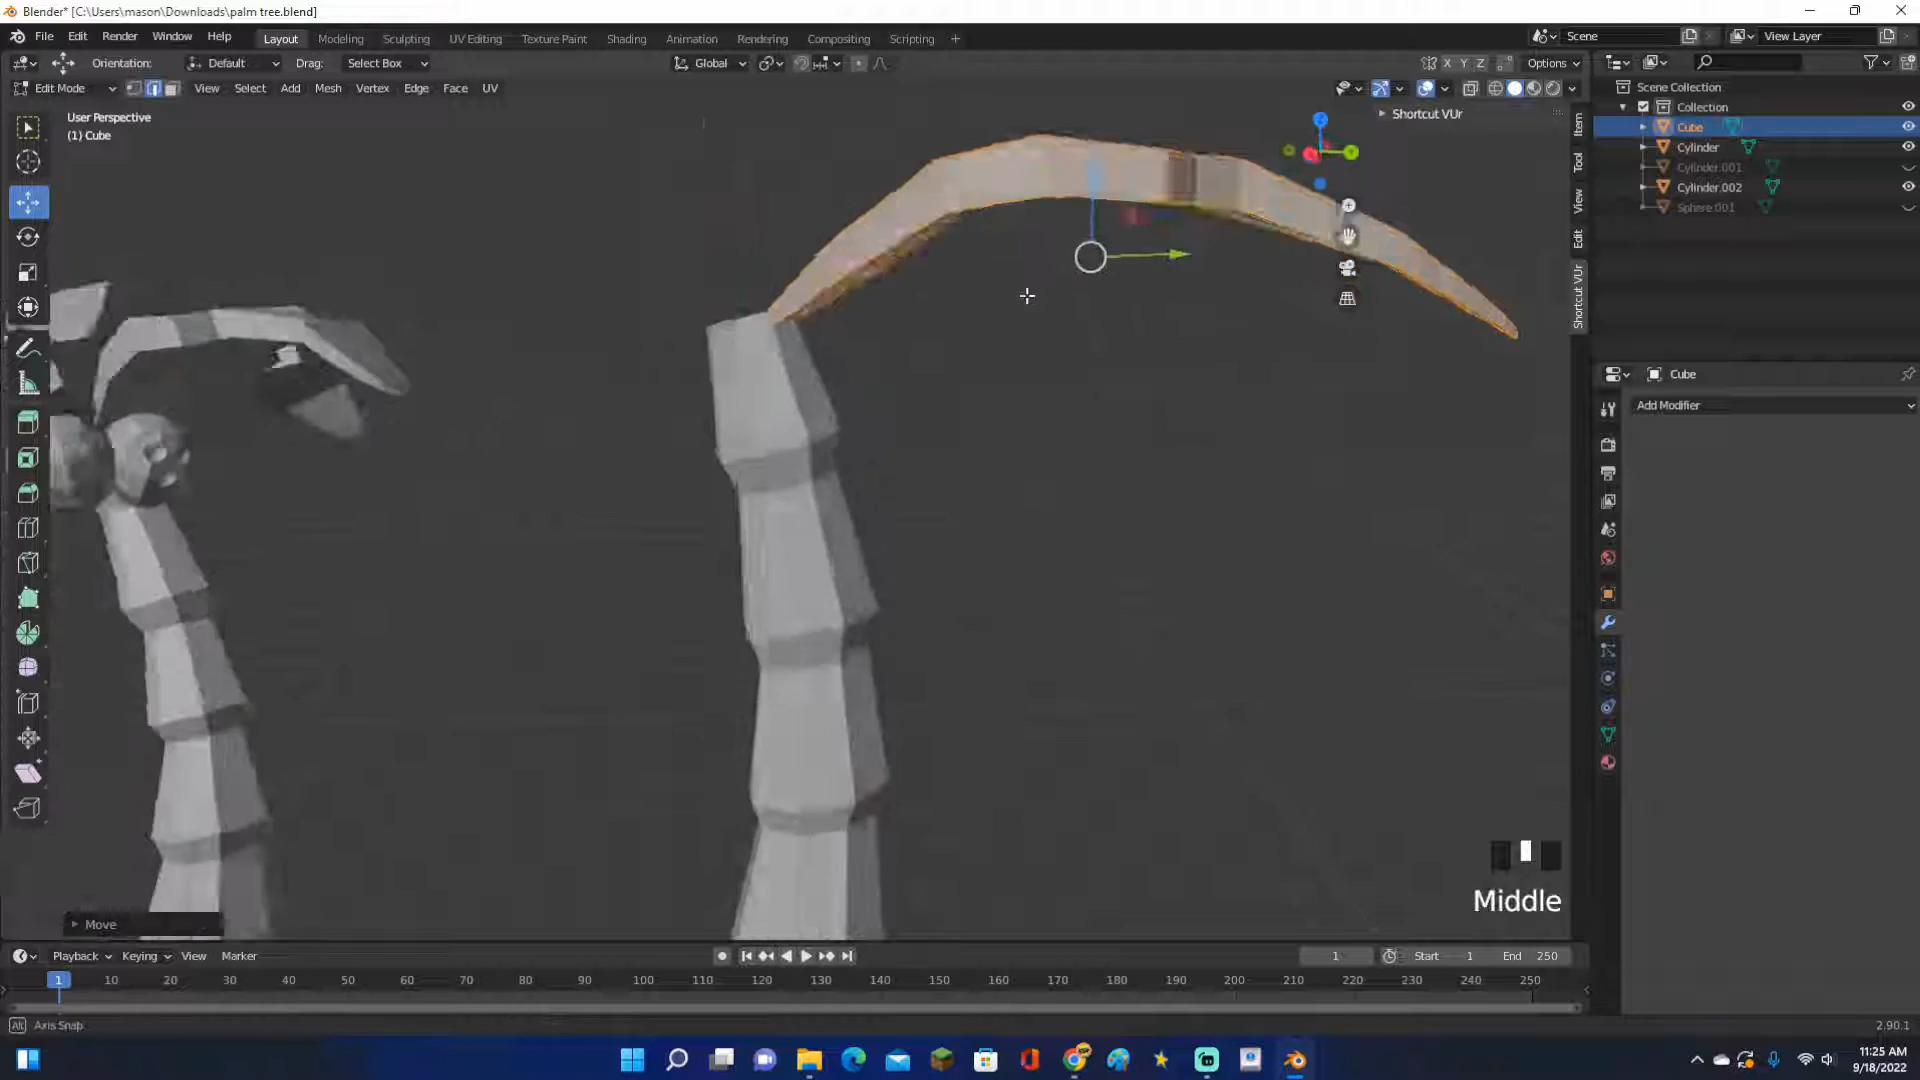 Blender* [C:\Users\mason\Downloads\palm tree.blend]
File Edit Render Window Help Layout Modeling Sculpting UV Editing Texture Paint Shading Animation Rendering Compositing Scripting + Scene View Layer
Orientation: Default Drag: Select Box Global X Y Z Options
Edit Mode View Select Add Mesh Vertex Edge Face UV
User Perspective
(1) Cube
Shortcut VUr
Item
Tool
View
Edit
Shortcut VUr
Scene Collection
Collection
Cube
Cylinder
Cylinder.001
Cylinder.002
Sphere.001
Cube
Add Modifier
Middle
Move
Playback Keying View Marker 1 Start 1 End 250
1 10 20 30 40 50 60 70 80 90 100 110 120 130 140 150 160 170 180 190 200 210 220 230 240 250
Alt Axis Snap 2.90.1
11:25 AM
9/18/2022